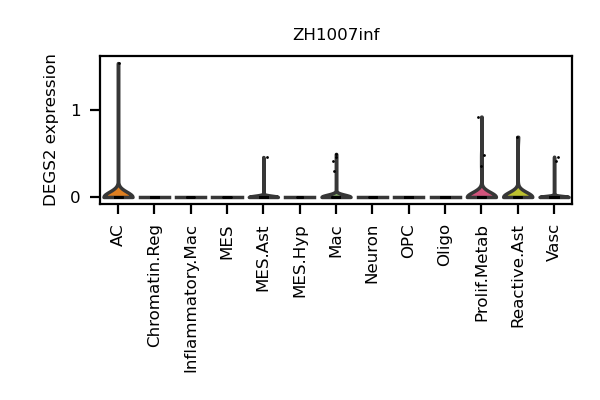 ZH1007inf
DEGS2 expression
1
0
AC
Chromatin.Reg
Inflammatory.Mac
MES
MES.Ast
MES.Hyp
Mac
Neuron
OPC
Oligo
Prolif.Metab
Reactive.Ast
Vasc